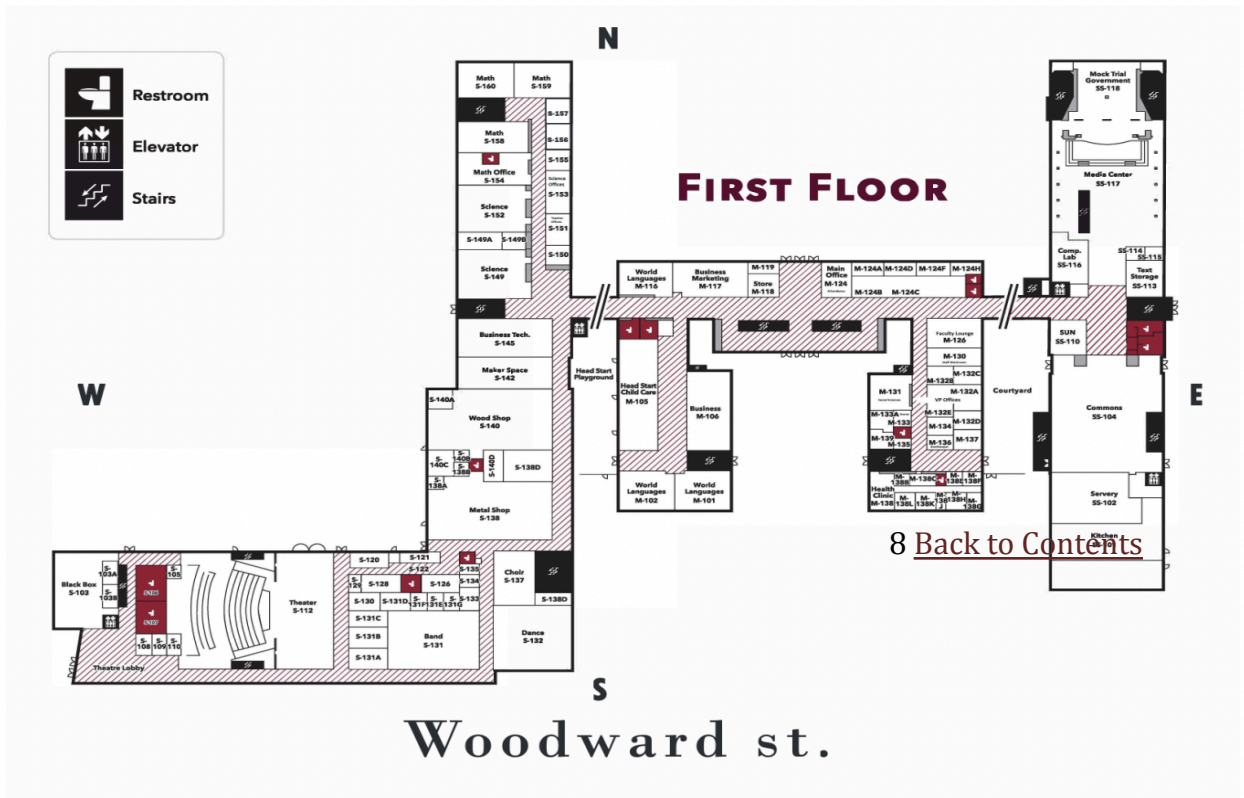 N
Restroom
Elevator
Stairs
FIRST FLOOR
Math
S-160
Math
S-159
S-157
Math
S-158
S-156
S-155
Math Office
S-154
Science
Offices
S-153
Science
S-152
S-151
S-149A
S-149B
S-150
Science
S-149
Business Tech.
S-145
Maker Space
S-142
S-140A
Wood Shop
S-140
S-140C
S-140B
S-138B
S-140D
S-138D
S-138A
Metal Shop
S-138
Head Start
Playground
World
Languages
M-116
Business
Marketing
M-117
M-119
Store
M-118
Main
Office
M-124
M-124A
M-124D
M-124F
M-124H
M-124B
M-124C
Head Start
Child Care
M-105
Business
M-106
World
Languages
M-102
World
Languages
M-101
Faculty Lounge
M-126
M-130
M-131
M-132C
M-132B
M-132A
VP Offices
M-133A
M-133
M-132E
M-132D
M-134
M-139
M-135
M-136
M-137
Health
Clinic
M-138
M-138B
M-138C
M-138L
M-138K
M-138H
M-138G
Courtyard
Mock Trial
Government
SS-118
Media Center
SS-117
Comp.
Lab
SS-116
SS-114
SS-115
Text
Storage
SS-113
SUN
SS-110
Commons
SS-104
Servery
SS-102
Kitchen
W
E
Black Box
S-103
S-103A
S-103B
S-105
S-106
S-107
S-108
S-109
S-110
Theatre Lobby
Theater
S-112
S-120
S-121
S-122
S-135
S-129
S-128
S-126
S-134
S-130
S-131D
S-131F
S-131E
S-131G
S-133
S-131C
S-131B
S-131A
Band
S-131
Choir
S-137
S-138D
Dance
S-132
8 Back to Contents
S
Woodward st.